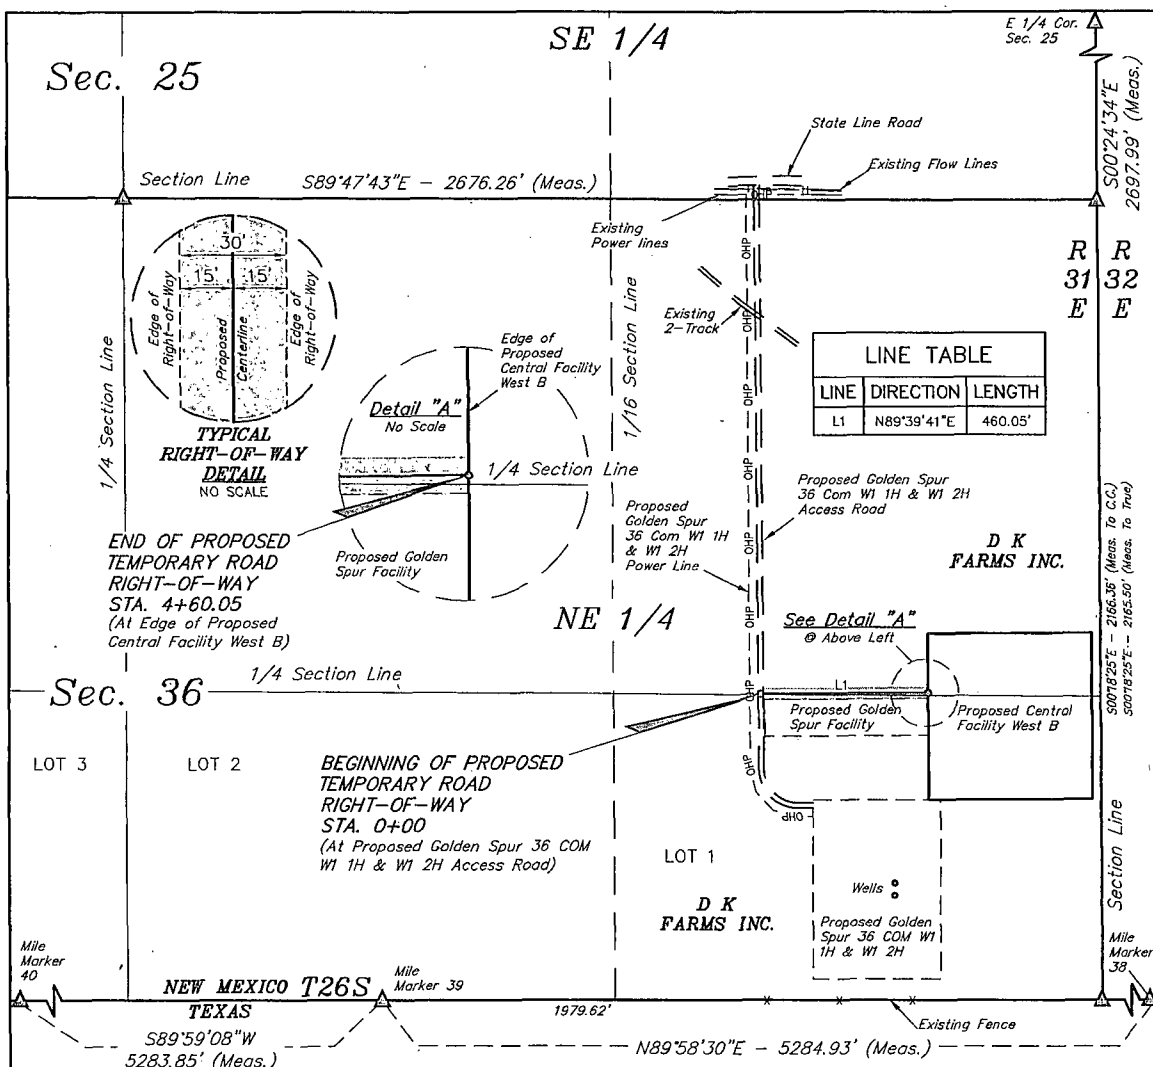 SE 1/4
E 1/4 Cor.
Sec. 25
Sec. 25
S00°24'34"E
2697.99' (Meas.)
State Line Road
Existing Flow Lines
Section Line
S89°47'43"E - 2676.26' (Meas.)
Existing
Power lines
OHP
R R
31 32
E E
30'
15' 15'
Edge of
Right-of-Way
Proposed
Centerline
Edge of
Right-of-Way
TYPICAL
RIGHT-OF-WAY
DETAIL
NO SCALE
1/4 Section Line
1/16 Section Line
Existing
2-Track
OHP
OHP
OHP
OHP
OHP
OHP
OHP
OHP
LINE TABLE
LINE DIRECTION LENGTH
L1 N89°39'41"E 460.05'
Edge of
Proposed
Central Facility
West B
Detail "A"
No Scale
1/4 Section Line
Proposed Golden
Spur Facility
END OF PROPOSED
TEMPORARY ROAD
RIGHT-OF-WAY
STA. 4+60.05
(At Edge of Proposed
Central Facility West B)
Proposed
Golden Spur
36 Com W1 1H
& W1 2H
Power Line
Proposed Golden Spur
36 Com W1 1H & W1 2H
Access Road
D K
FARMS INC.
S00°18'25"E - 2166.36' (Meas. To C.C.)
S00°18'25"E - 2165.50' (Meas. To True)
NE 1/4
See Detail "A"
@ Above Left
Sec. 36
1/4 Section Line
L1
Proposed Golden
Spur Facility
Proposed Central
Facility West B
LOT 3
LOT 2
BEGINNING OF PROPOSED
TEMPORARY ROAD
RIGHT-OF-WAY
STA. 0+00
(At Proposed Golden Spur 36 COM
W1 1H & W1 2H Access Road)
LOT 1
Section Line
Wells
D K
FARMS INC.
Proposed Golden
Spur 36 COM W1
1H & W1 2H
Mile
Marker
40
NEW MEXICO T26S
TEXAS
Mile
Marker 39
Mile
Marker
38
1979.62'
Existing Fence
S89°59'08"W
5283.85' (Meas.)
N89°58'30"E - 5284.93' (Meas.)